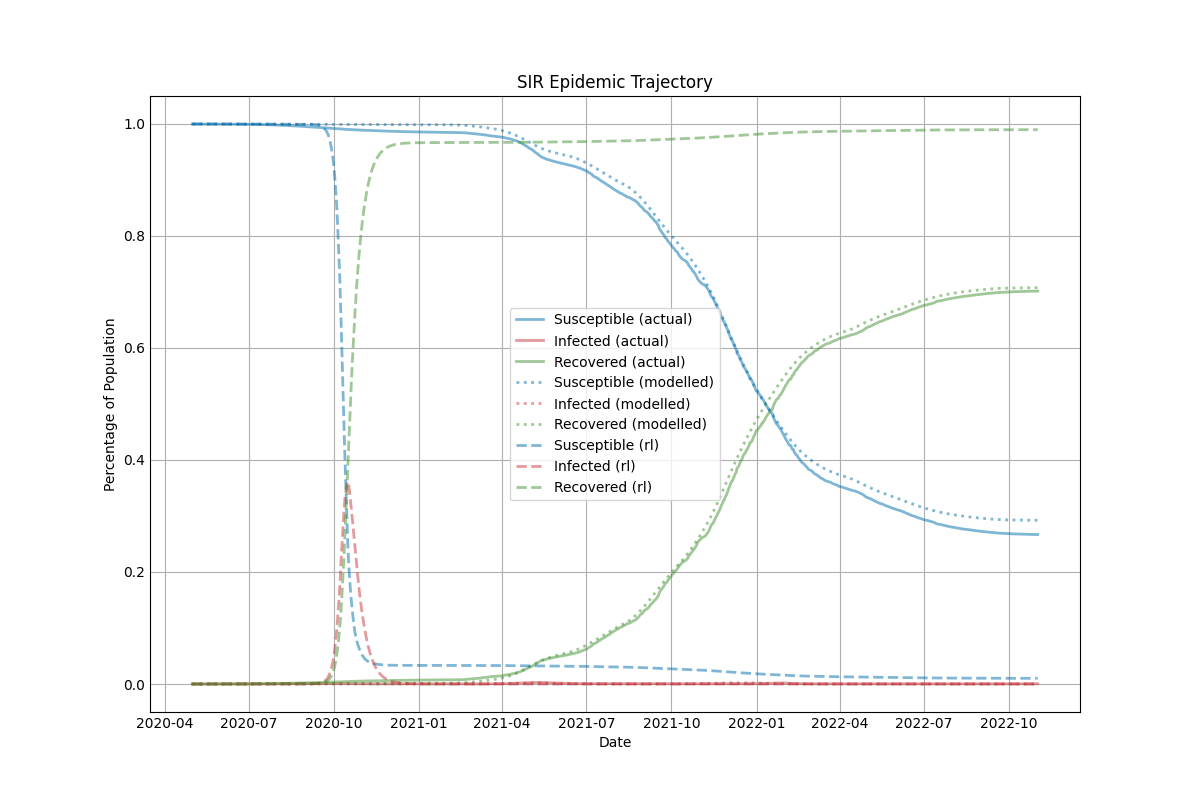 SIR Epidemic Trajectory
Percentage of Population
1.0
0.8
0.6
0.4
0.2
0.0
Susceptible (actual)
Infected (actual)
Recovered (actual)
Susceptible (modelled)
Infected (modelled)
Recovered (modelled)
Susceptible (rl)
Infected (rl)
Recovered (rl)
2020-04 2020-07 2020-10 2021-01 2021-04 2021-07 2021-10 2022-01 2022-04 2022-07 2022-10
Date